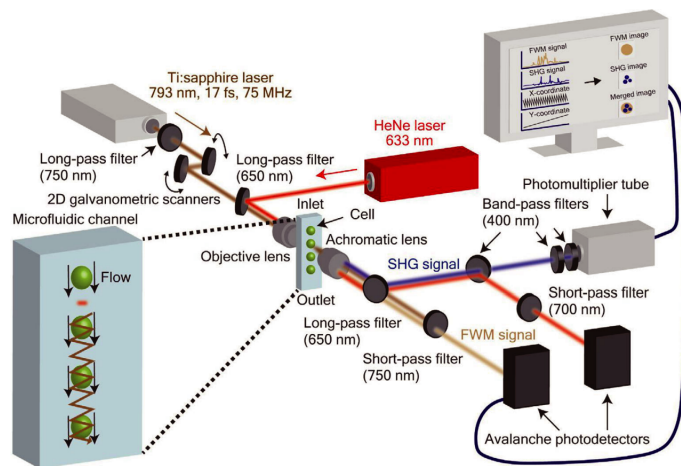 FWM signal
FWM image
SHG signal
SHG image
X-coordinate
Merged image
Y-coordinate
Ti:sapphire laser
793 nm, 17 fs, 75 MHz
HeNe laser
633 nm
Long-pass filter
(750 nm)
Long-pass filter
(650 nm)
2D galvanometric scanners
Photomultiplier tube
Band-pass filters
(400 nm)
Microfluidic channel
Inlet
Cell
Flow
Objective lens
Achromatic lens
SHG signal
Outlet
Short-pass filter
(700 nm)
Long-pass filter
(650 nm)
FWM signal
Short-pass filter
(750 nm)
Avalanche photodetectors